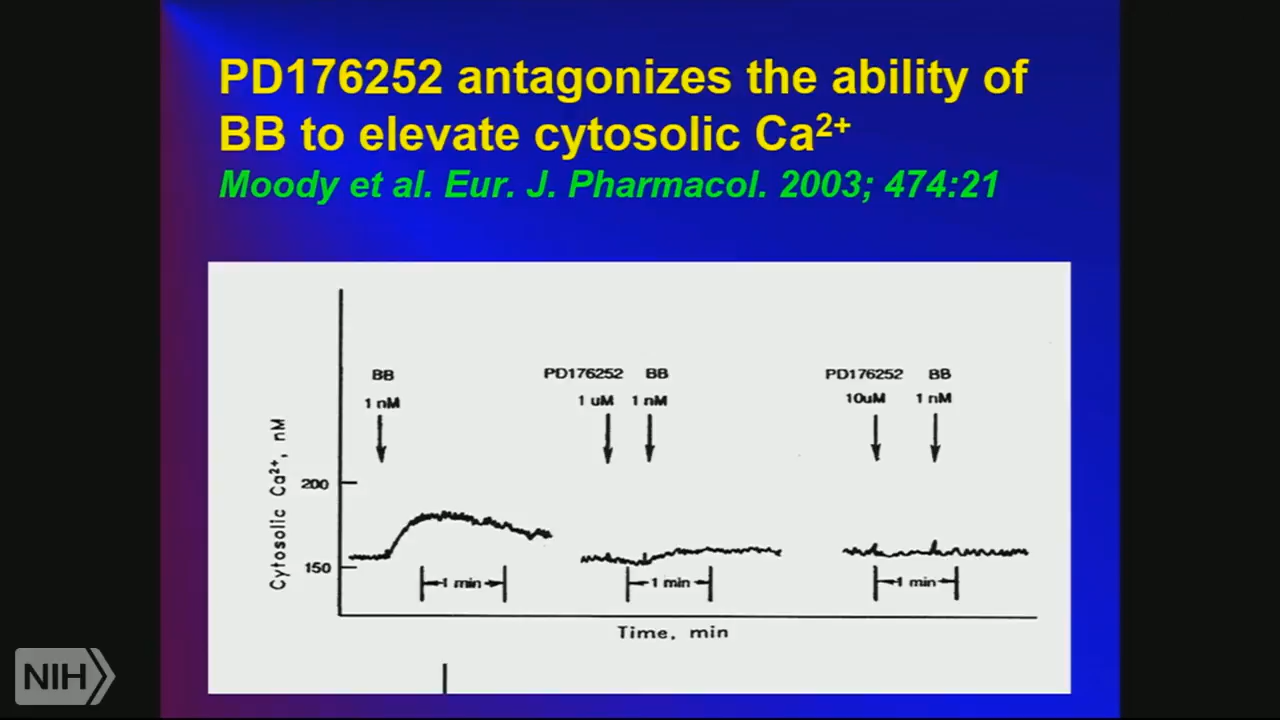 PD176252 antagonizes the ability of
BB to elevate cytosolic Ca²⁺
Moody et al. Eur. J. Pharmacol. 2003; 474:21
BB
1 nM
PD176252 BB
1 uM 1 nM
PD176252 BB
10uM 1 nM
Cytosolic Ca²⁺, nM
200
150
1 min
1 min
1 min
Time, min
NIH